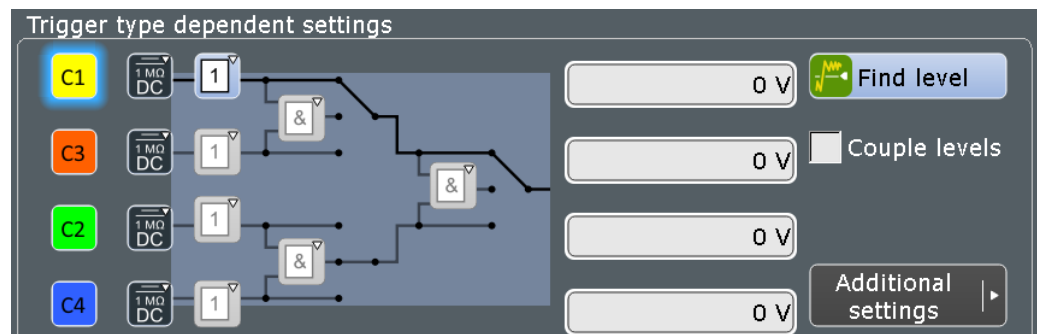 Trigger type dependent settings
C1 1 MΩ DC 1 0 V Find level
&
C3 1 MΩ DC 1 0 V Couple levels
&
C2 1 MΩ DC 1 0 V
&
C4 1 MΩ DC 1 0 V Additional settings